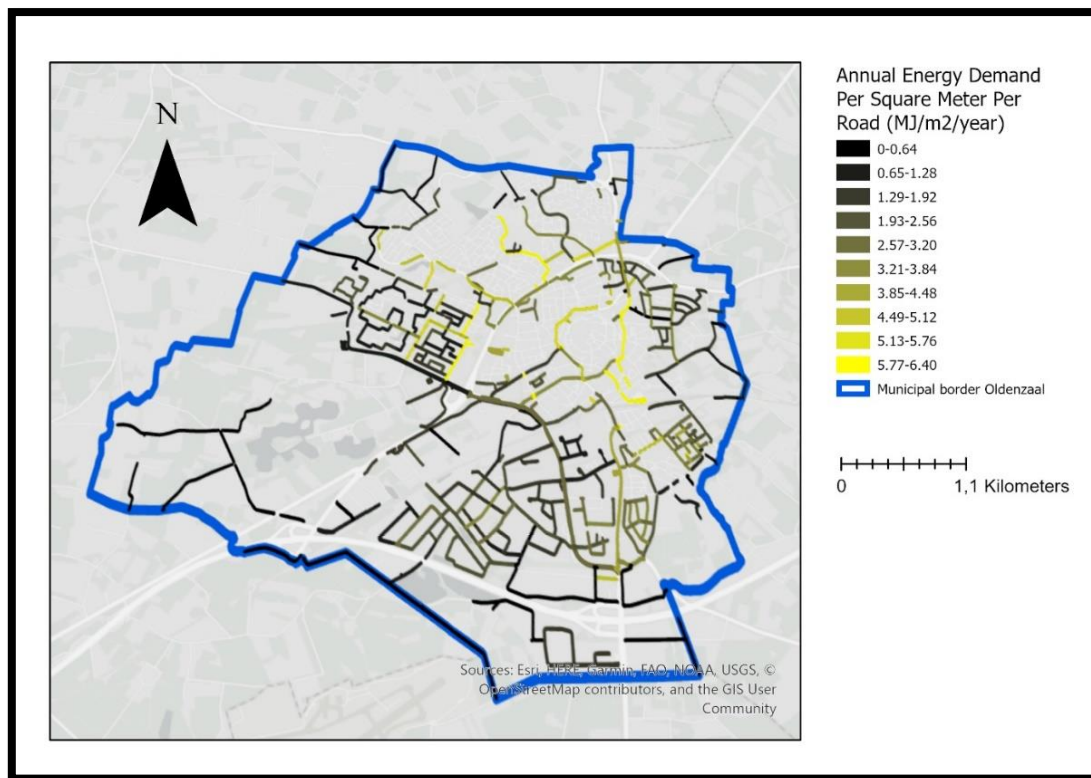 N
Sources: Esri, HERE, Garmin, FAO, NOAA, USGS, ©
OpenStreetMap contributors, and the GIS User
Community
Annual Energy Demand
Per Square Meter Per
Road (MJ/m2/year)
0-0.64
0.65-1.28
1.29-1.92
1.93-2.56
2.57-3.20
3.21-3.84
3.85-4.48
4.49-5.12
5.13-5.76
5.77-6.40
Municipal border Oldenzaal
0 1,1 Kilometers